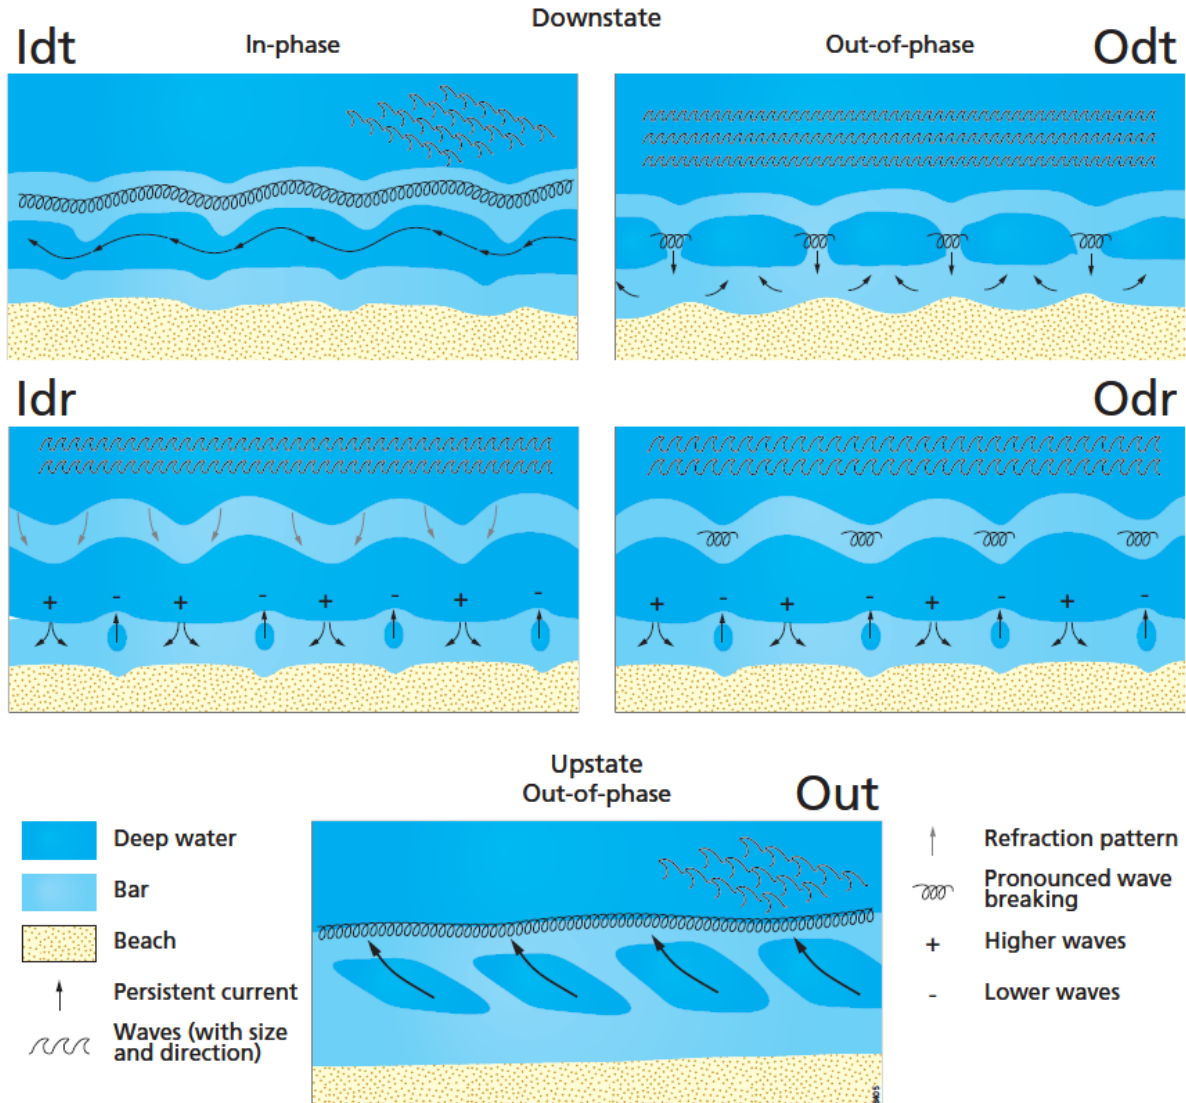 Downstate
Idt
In-phase
Out-of-phase
Odt
Idr
Odr
+ - + - + - + -
+ - + - + - + -
Upstate
Out-of-phase
Out
Deep water
Bar
Beach
Persistent current
Waves (with size
and direction)
Refraction pattern
Pronounced wave
breaking
+ Higher waves
- Lower waves